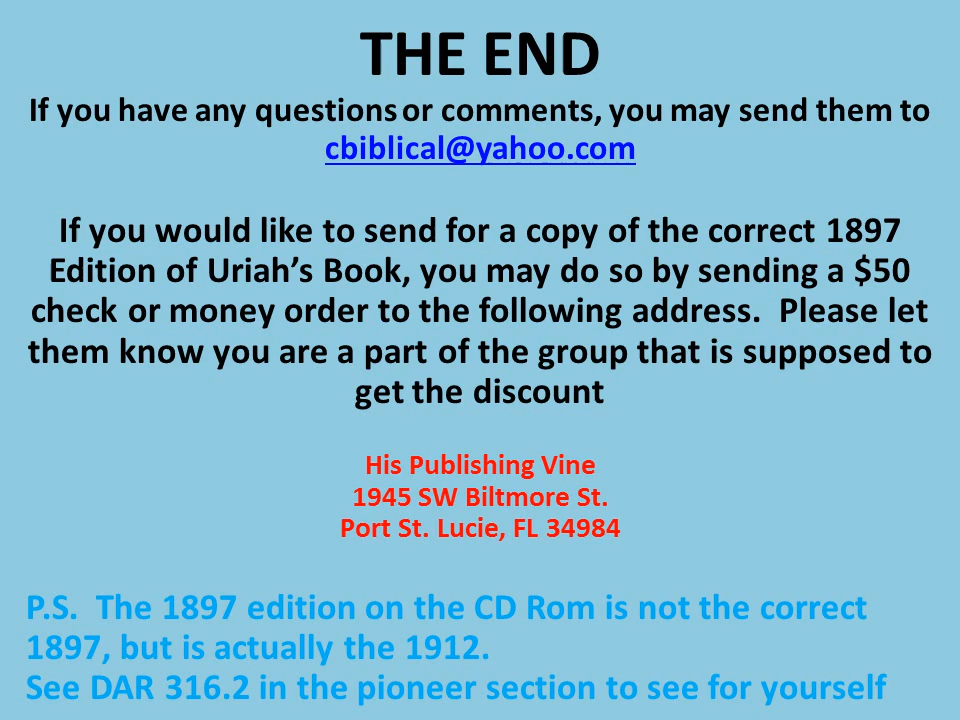 THE END
If you have any questions or comments, you may send them to
cbiblical@yahoo.com
If you would like to send for a copy of the correct 1897
Edition of Uriah’s Book, you may do so by sending a $50
check or money order to the following address.  Please let
them know you are a part of the group that is supposed to
get the discount
His Publishing Vine
1945 SW Biltmore St.
Port St. Lucie, FL 34984
P.S.  The 1897 edition on the CD Rom is not the correct
1897, but is actually the 1912.
See DAR 316.2 in the pioneer section to see for yourself